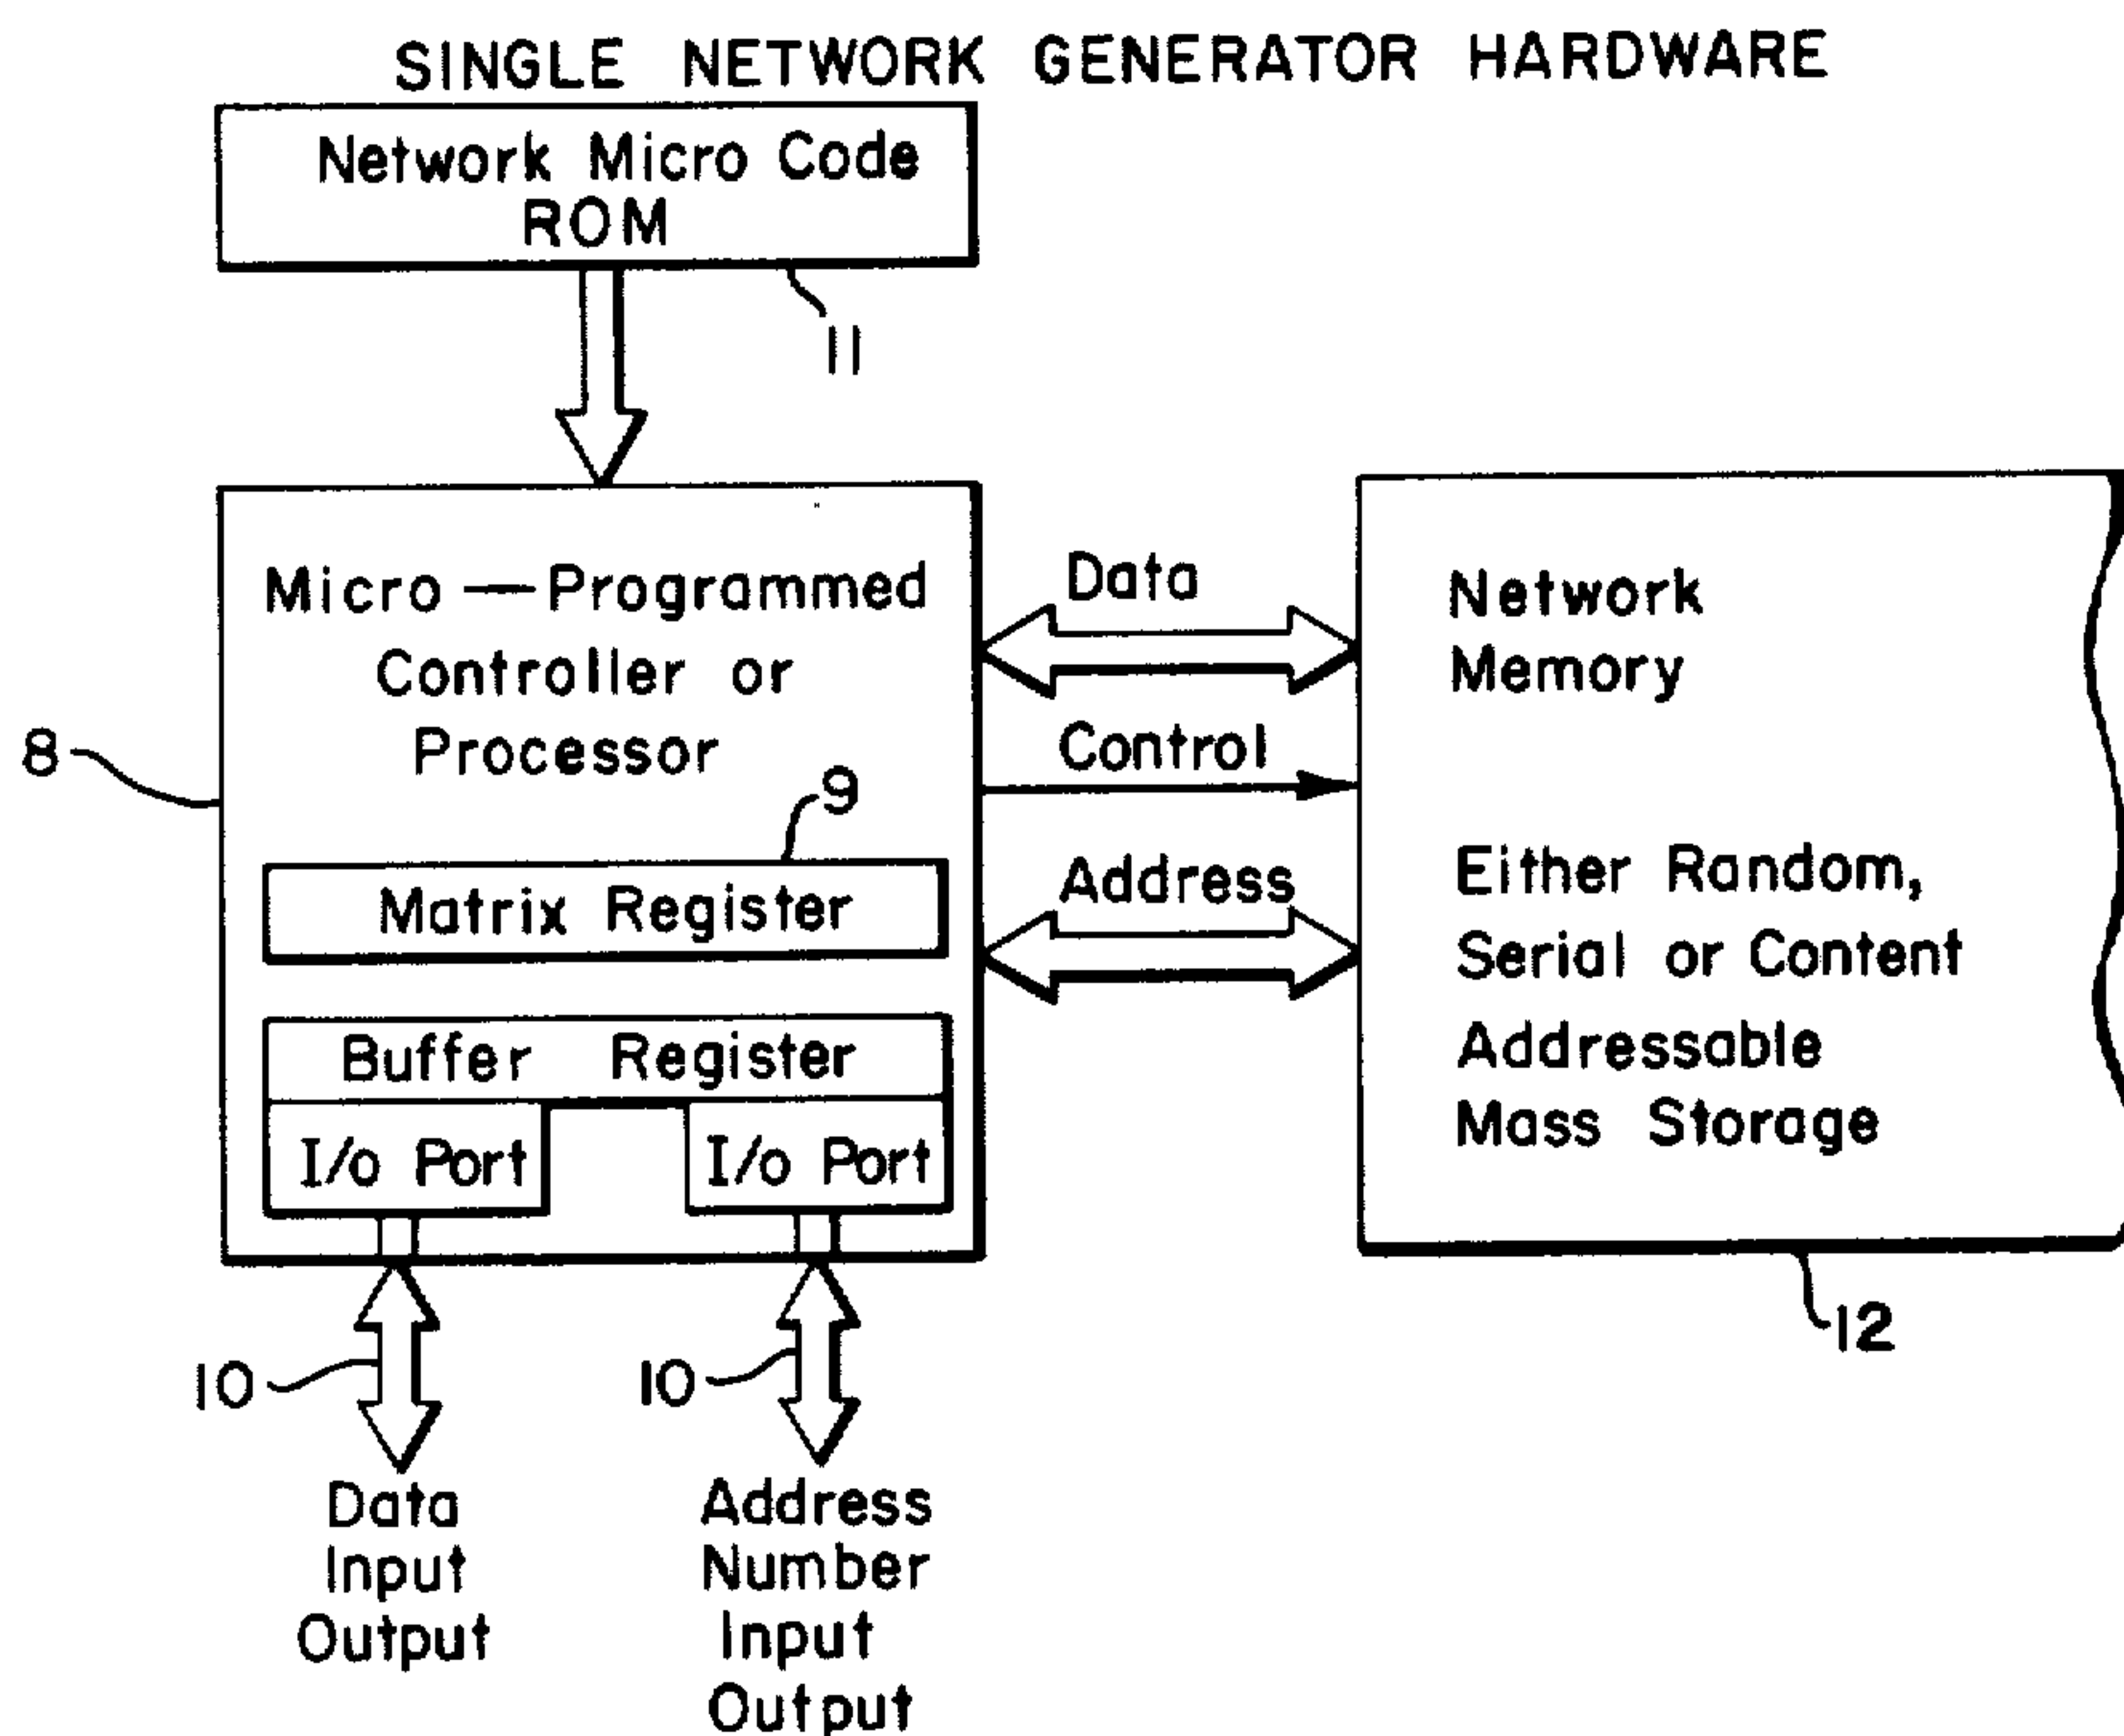 SINGLE NETWORK GENERATOR HARDWARE
Network Micro Code
ROM
11
Micro — Programmed
Controller or
Processor
8
9
Matrix Register
Buffer Register
I/o Port
I/o Port
Data
Control
Address
Network
Memory
Either Random,
Serial or Content
Addressable
Mass Storage
12
10
10
Data
Input
Output
Address
Number
Input
Output